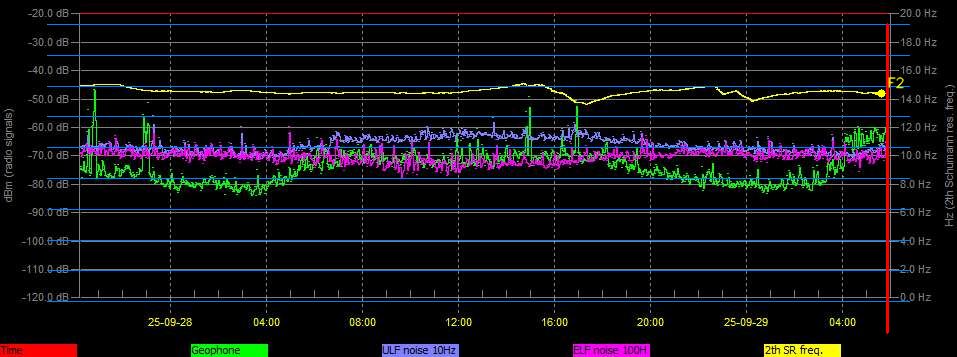 -20.0 dB 20.0 Hz
-30.0 dB 18.0 Hz
-40.0 dB 16.0 Hz
F2
-50.0 dB 14.0 Hz
-60.0 dB 12.0 Hz
-70.0 dB 10.0 Hz
-80.0 dB 8.0 Hz
-90.0 dB 6.0 Hz
-100.0 dB 4.0 Hz
-110.0 dB 2.0 Hz
-120.0 dB 0.0 Hz
dBm (radio signals)
Hz (2th Schumann res. freq.)
25-09-28 04:00 08:00 12:00 16:00 20:00 25-09-29 04:00
Time Geophone ULF noise 10Hz ELF noise 100H 2th SR freq.